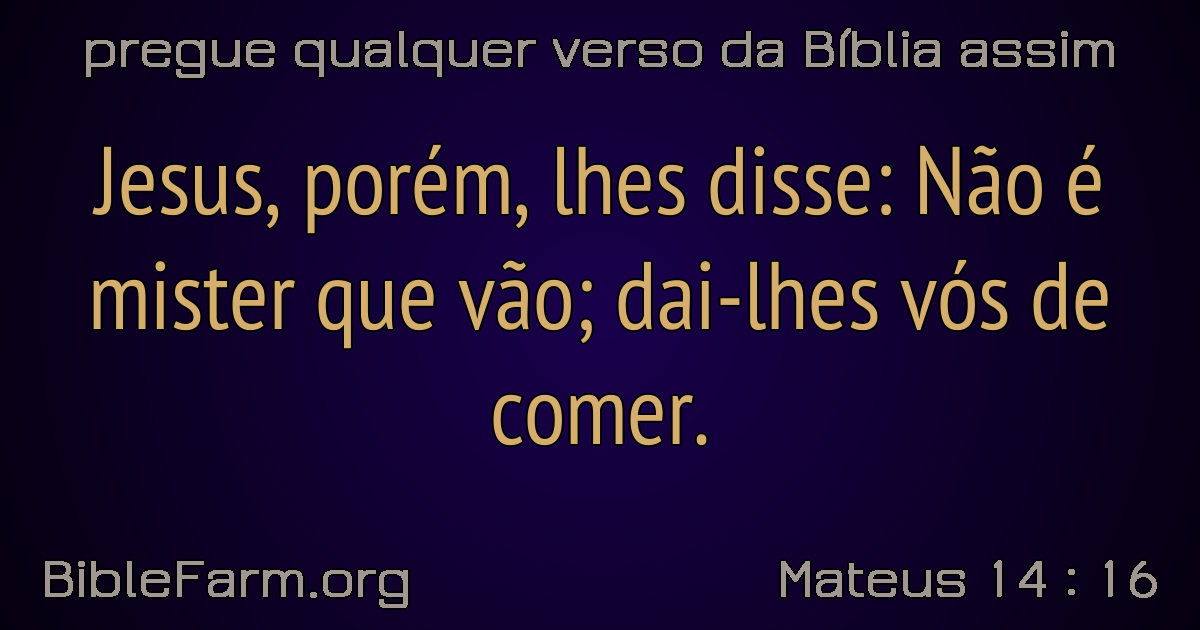 pregue qualquer verso da Bíblia assim
Jesus, porém, lhes disse: Não é
mister que vão; dai-lhes vós de
comer.
BibleFarm.org
Mateus 14 : 16